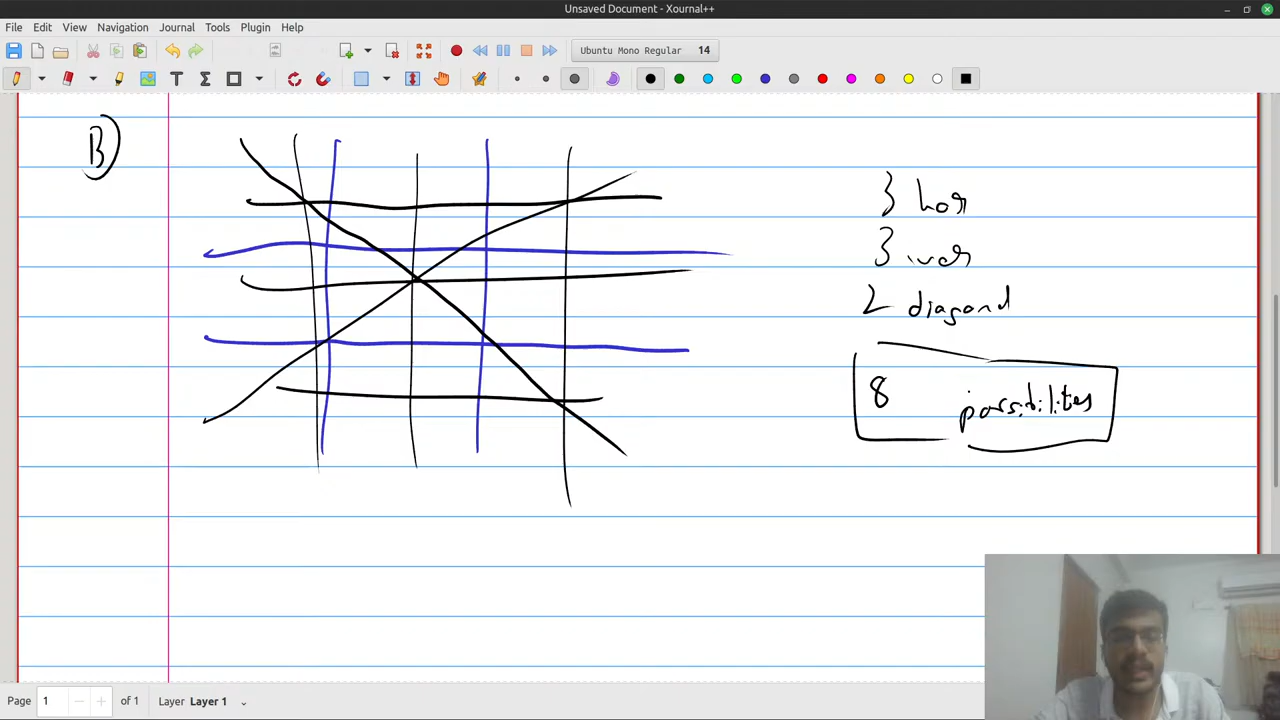 Unsaved Document - Xournal++
File Edit View Navigation Journal Tools Plugin Help
Ubuntu Mono Regular 14
B)
3 hor
3 ver
2 diagonal
8 possibilities
Page 1 of 1 Layer Layer 1